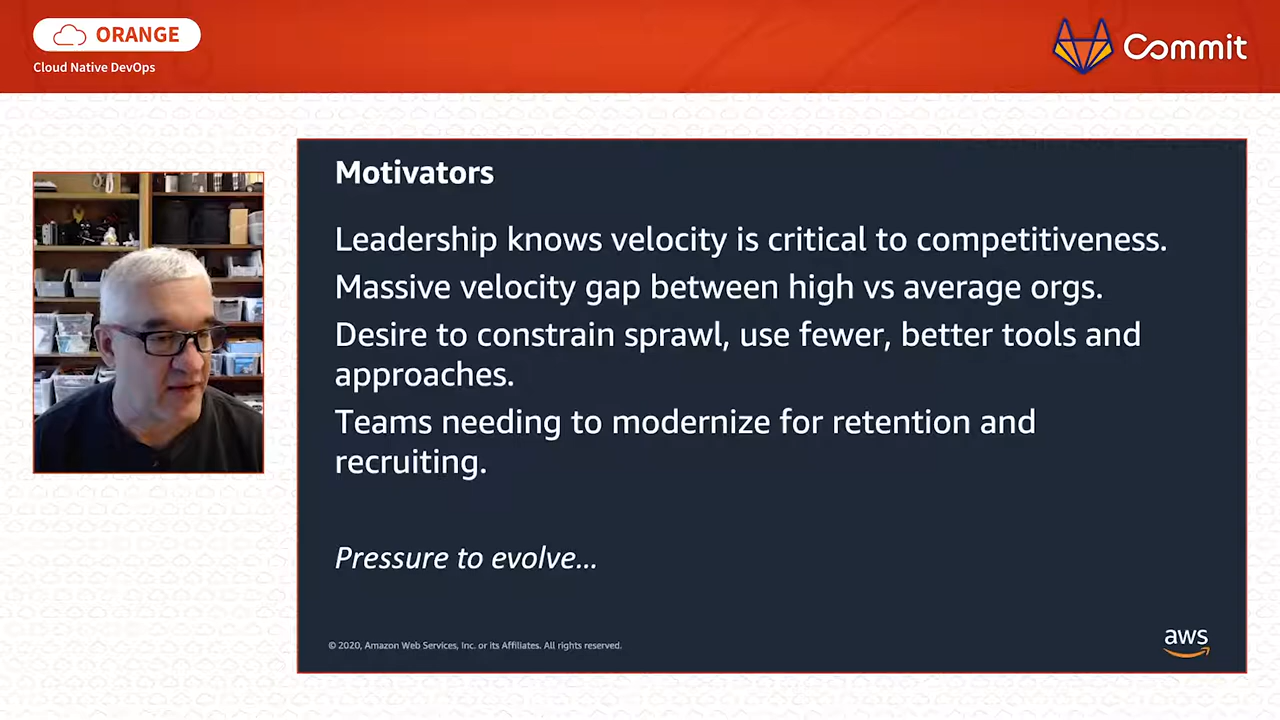 ORANGE
Cloud Native DevOps
Commit
Motivators
Leadership knows velocity is critical to competitiveness.
Massive velocity gap between high vs average orgs.
Desire to constrain sprawl, use fewer, better tools and
approaches.
Teams needing to modernize for retention and
recruiting.
Pressure to evolve...
© 2020, Amazon Web Services, Inc. or its Affiliates. All rights reserved.
aws